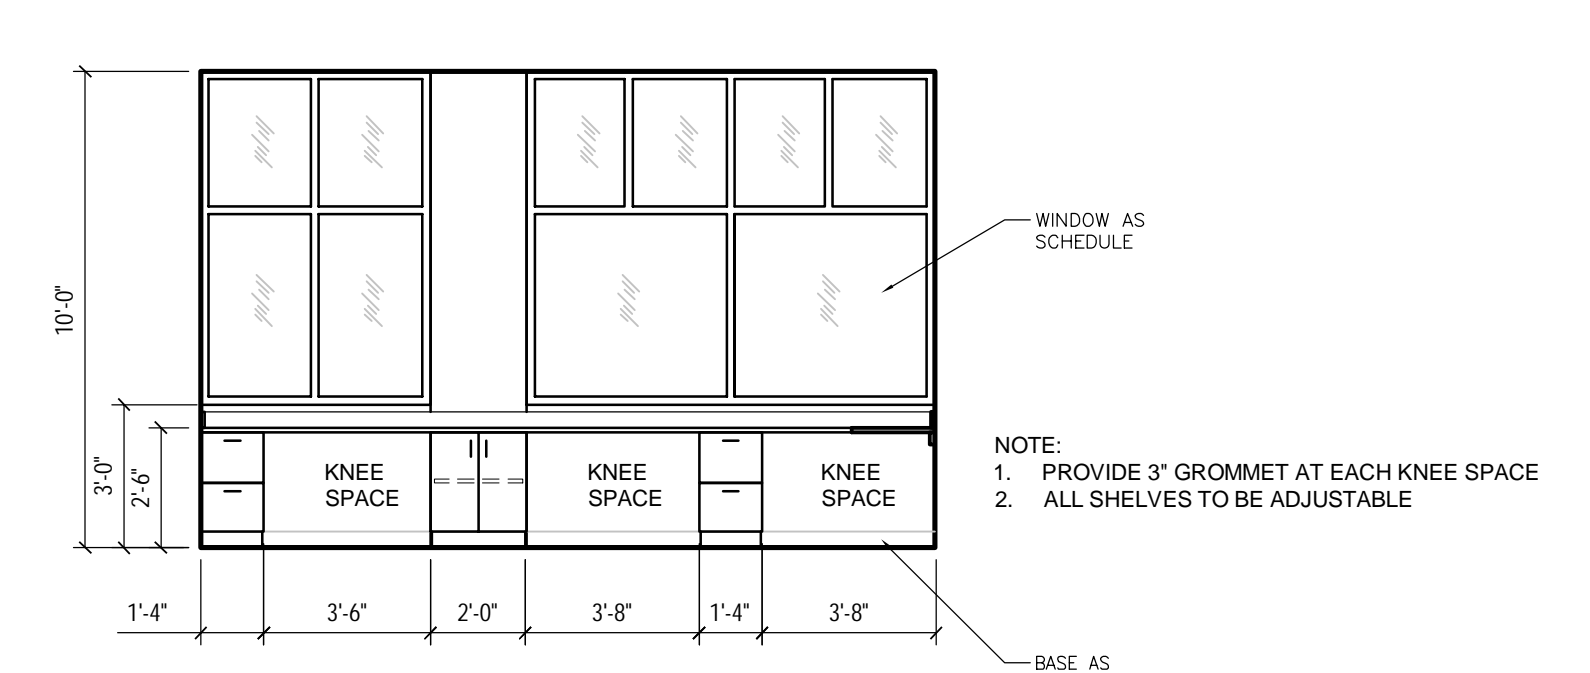 WINDOW AS
SCHEDULE
10'-0"
3'-0"
2'-6"
KNEE
SPACE
KNEE
SPACE
KNEE
SPACE
NOTE:
1. PROVIDE 3" GROMMET AT EACH KNEE SPACE
2. ALL SHELVES TO BE ADJUSTABLE
1'-4"
3'-6"
2'-0"
3'-8"
1'-4"
3'-8"
BASE AS